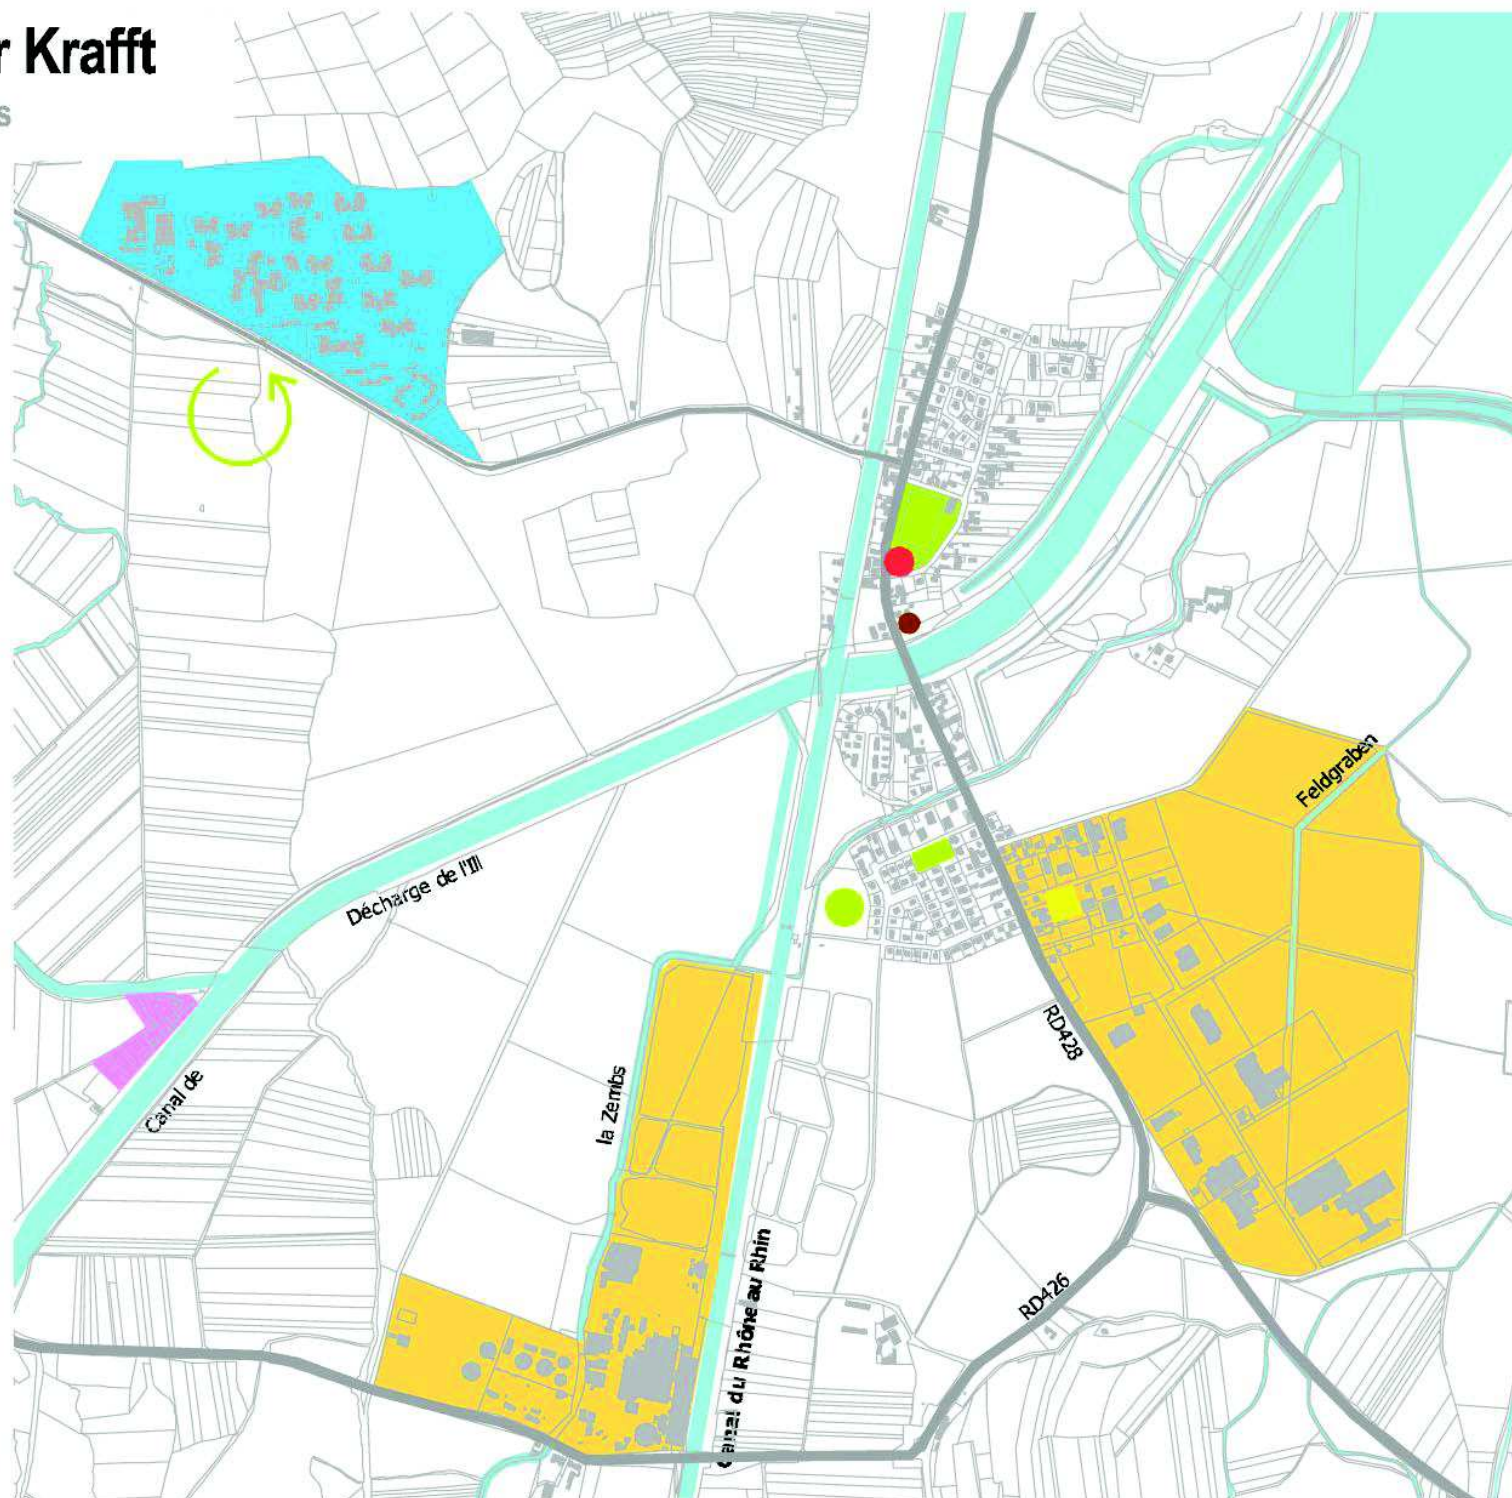 r Krafft
s
Feldgraben
Décharge de l'Ill
RD428
Canal de
la Zembs
Canal du Rhône au Rhin
RD426